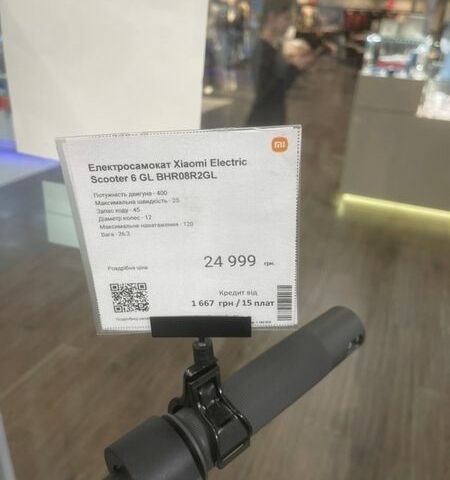 mi
Електросамокат Xiaomi Electric
Scooter 6 GL BHR08R2GL
Потужність двигуна - 400
Максимальна швидкість - 25
Запас ходу - 45
Діаметр колес - 12
Максимальне навантаження - 120
Вага - 26.3
Роздрібна ціна
24 999 грн.
Кредит від
1 667 грн / 15 плат